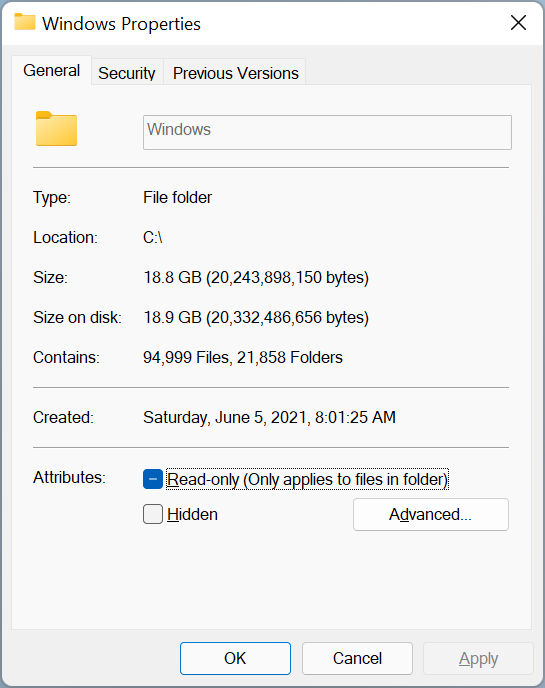 Windows Properties
General Security Previous Versions
Windows
Type: File folder
Location: C:\
Size: 18.8 GB (20,243,898,150 bytes)
Size on disk: 18.9 GB (20,332,486,656 bytes)
Contains: 94,999 Files, 21,858 Folders
Created: Saturday, June 5, 2021, 8:01:25 AM
Attributes: Read-only (Only applies to files in folder)
Hidden Advanced...
OK Cancel Apply